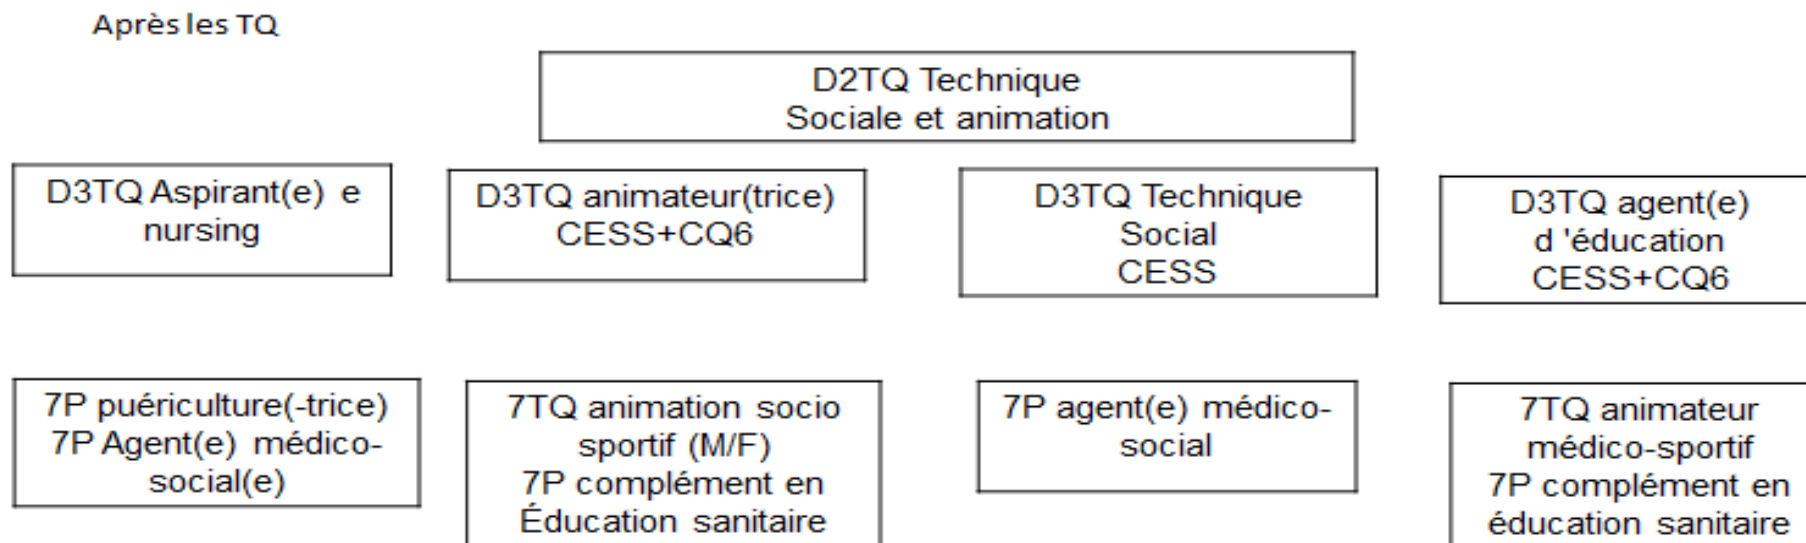 Après les TQ
D2TQ Technique
Sociale et animation
D3TQ Aspirant(e) e
nursing
D3TQ animateur(trice)
CESS+CQ6
D3TQ Technique
Social
CESS
D3TQ agent(e)
d 'éducation
CESS+CQ6
7P puériculture(-trice)
7P Agent(e) médico-
social(e)
7TQ animation socio
sportif (M/F)
7P complément en
Éducation sanitaire
7P agent(e) médico-
social
7TQ animateur
médico-sportif
7P complément en
éducation sanitaire